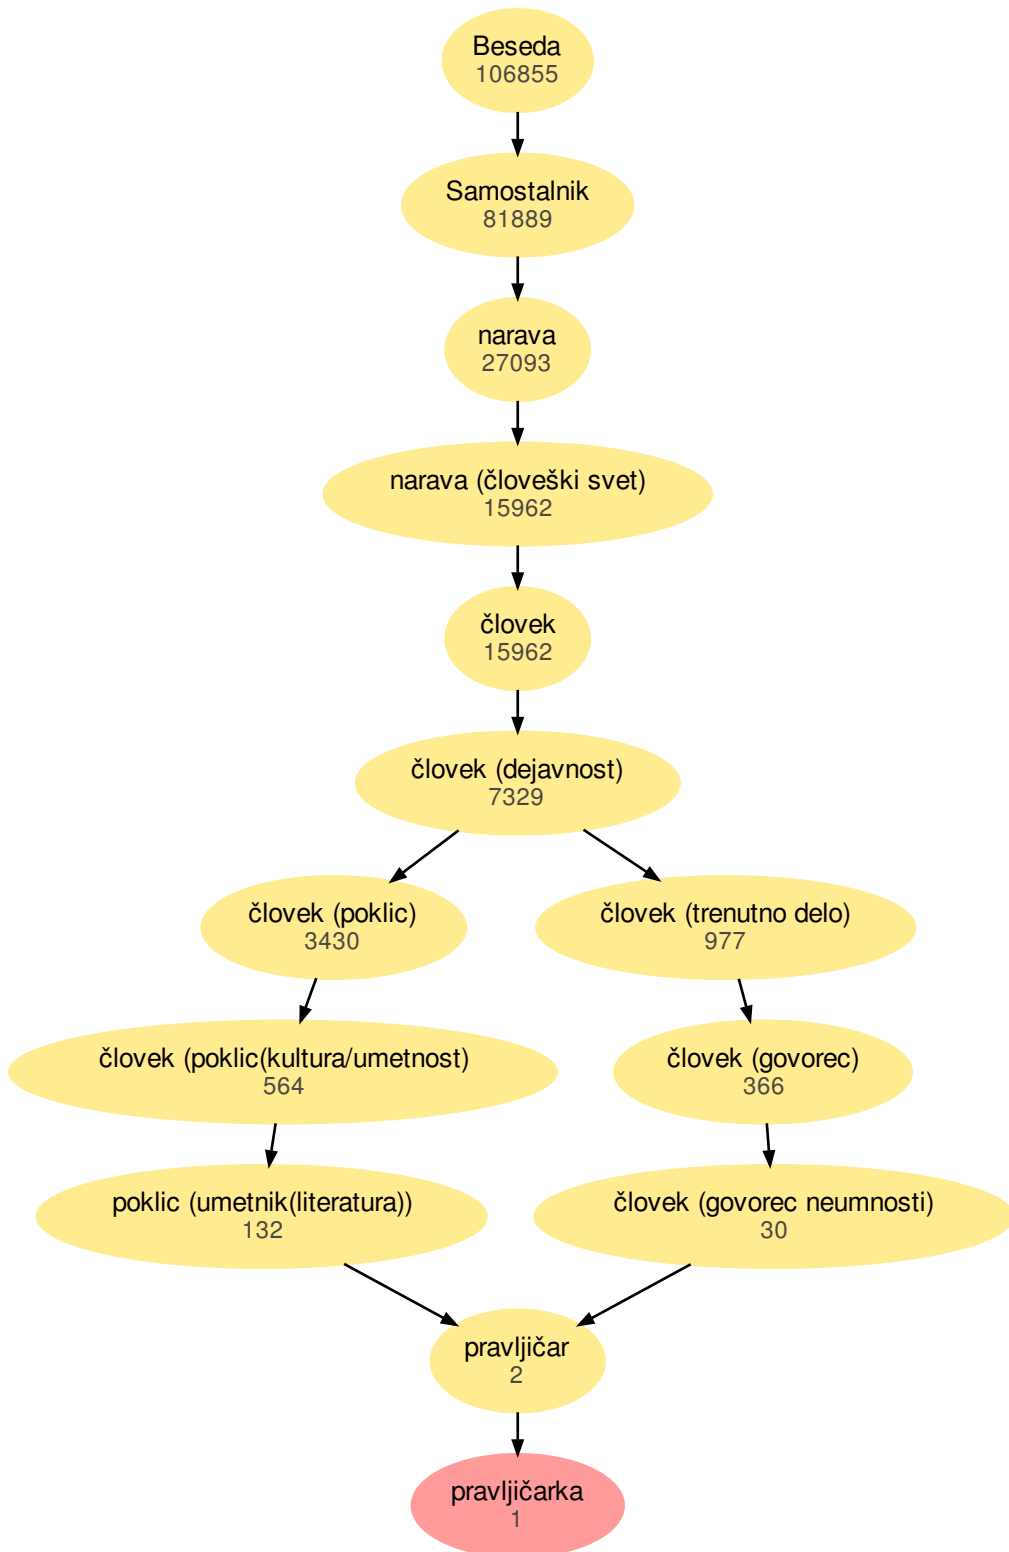 Beseda
106855
Samostalnik
81889
narava
27093
narava (človeški svet)
15962
človek
15962
človek (dejavnost)
7329
človek (poklic)
3430
človek (trenutno delo)
977
človek (poklic(kultura/umetnost)
564
človek (govorec)
366
poklic (umetnik(literatura))
132
človek (govorec neumnosti)
30
pravljičar
2
pravljičarka
1